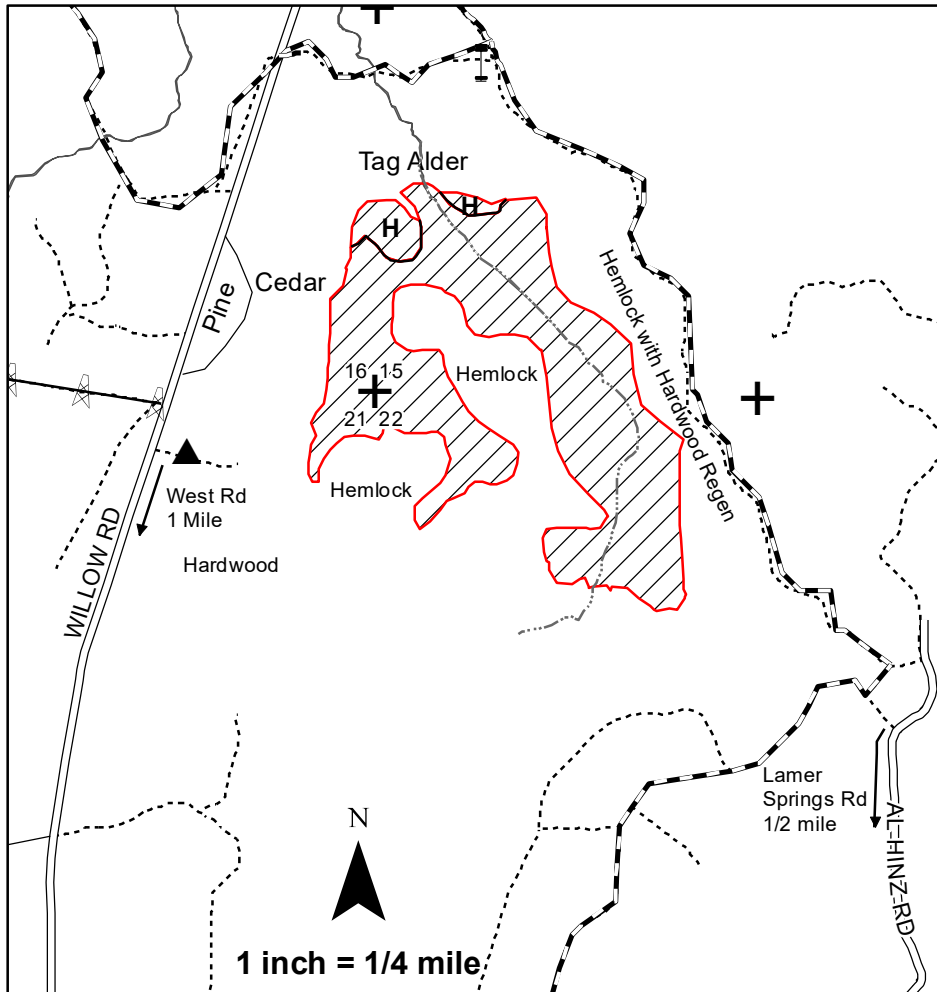 Tag Alder
H
H
Cedar
Pine
Hemlock with Hardwood Regen
16 15
Hemlock
21 22
Hemlock
West Rd
1 Mile
WILLOW RD
Hardwood
Lamer
Springs Rd
1/2 mile
AL HINZ RD
N
1 inch = 1/4 mile